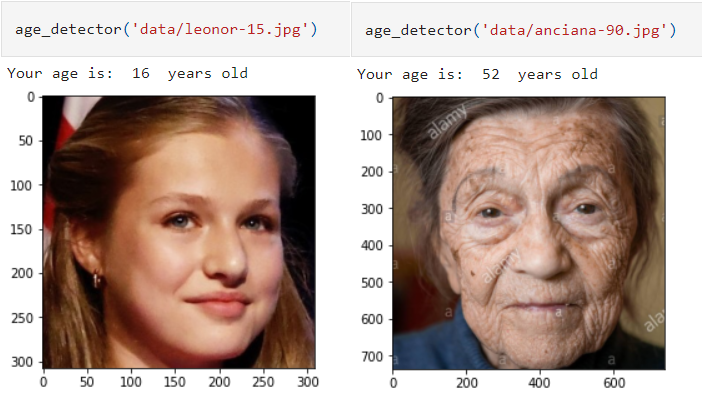 age_detector('data/leonor-15.jpg')
Your age is:  16  years old
0
50
100
150
200
250
300
0 50 100 150 200 250 300
age_detector('data/anciana-90.jpg')
Your age is:  52  years old
0
100
200
300
400
500
600
700
0 200 400 600
alamy
a
a
a
a